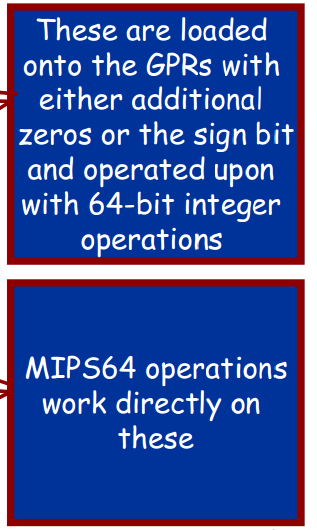 These are loaded
onto the GPRs with
either additional
zeros or the sign bit
and operated upon
with 64-bit integer
operations
MIPS64 operations
work directly on
these